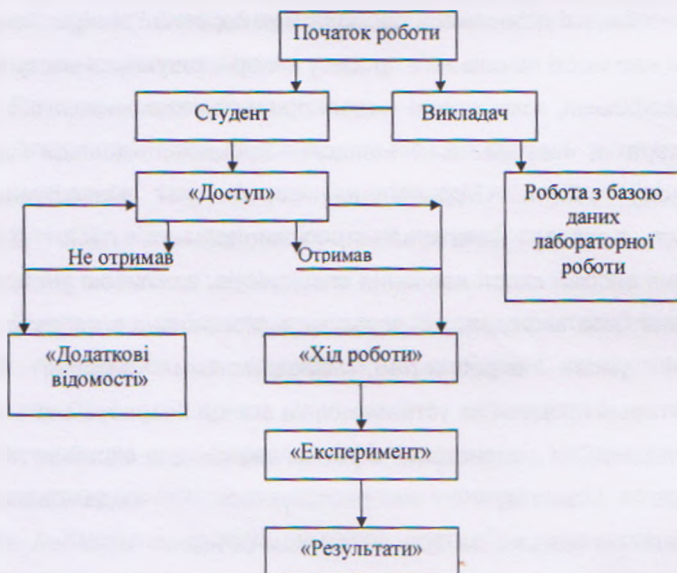 Початок роботи
Студент
Викладач
«Доступ»
Робота з базою
даних
лабораторної
роботи
Не отримав
Отримав
«Додаткові
відомості»
«Хід роботи»
«Експеримент»
«Результати»